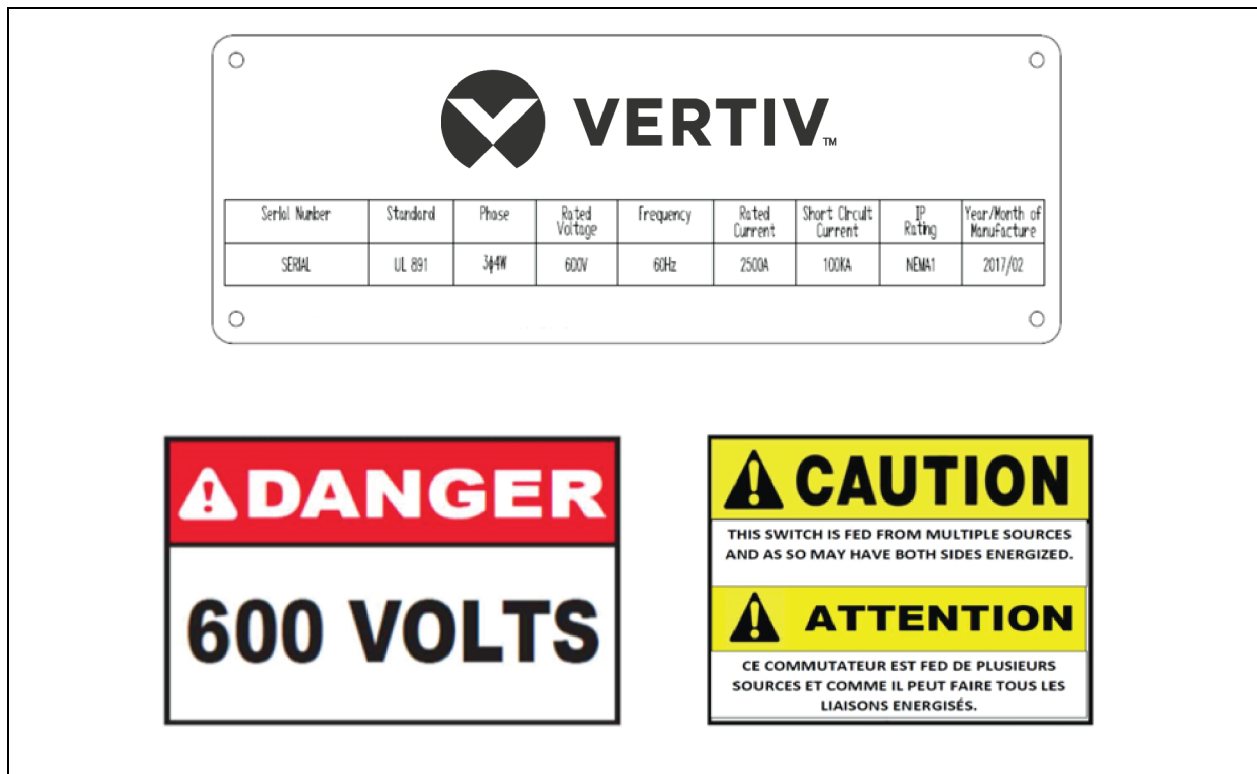 VERTIV™
Serial Number Standard Phase Rated Voltage Frequency Rated Current Short Circuit Current IP Rating Year/Month of Manufacture
SERIAL UL 891 3ϕ4W 600V 60Hz 2500A 100KA NEMA1 2017/02
DANGER
600 VOLTS
CAUTION
THIS SWITCH IS FED FROM MULTIPLE SOURCES
AND AS SO MAY HAVE BOTH SIDES ENERGIZED.
ATTENTION
CE COMMUTATEUR EST FED DE PLUSIEURS
SOURCES ET COMME IL PEUT FAIRE TOUS LES
LIAISONS ENERGISÉS.